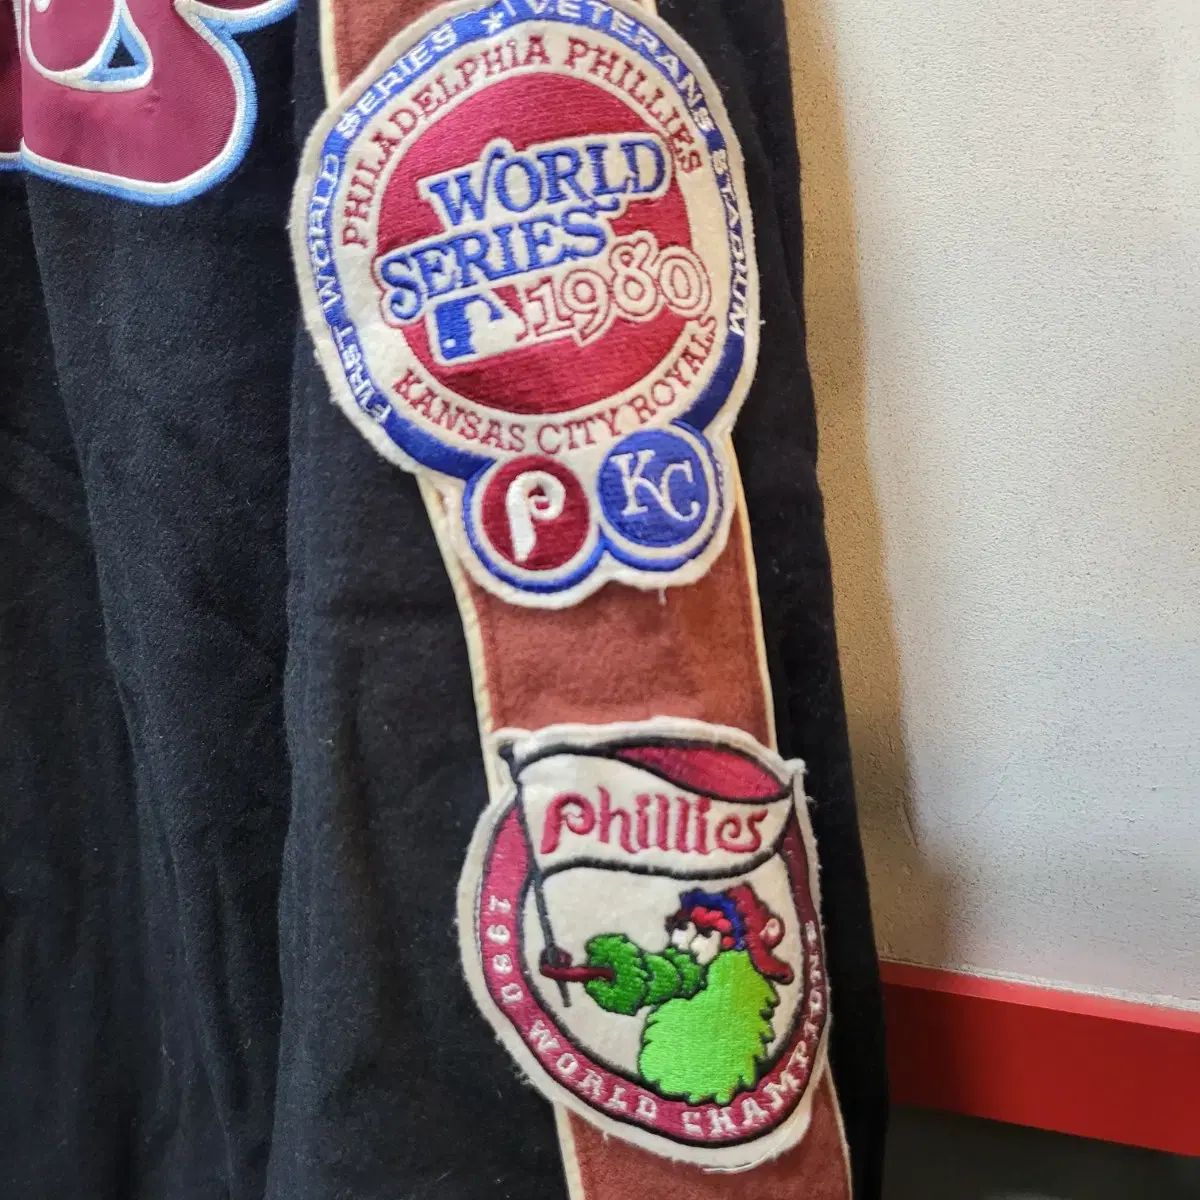 FIRST WORLD SERIES ★ VETERANS STADIUM
PHILADELPHIA PHILLIES
WORLD
SERIES
1980
KANSAS CITY ROYALS
P
KC
Phillies
1980 WORLD CHAMPIONS